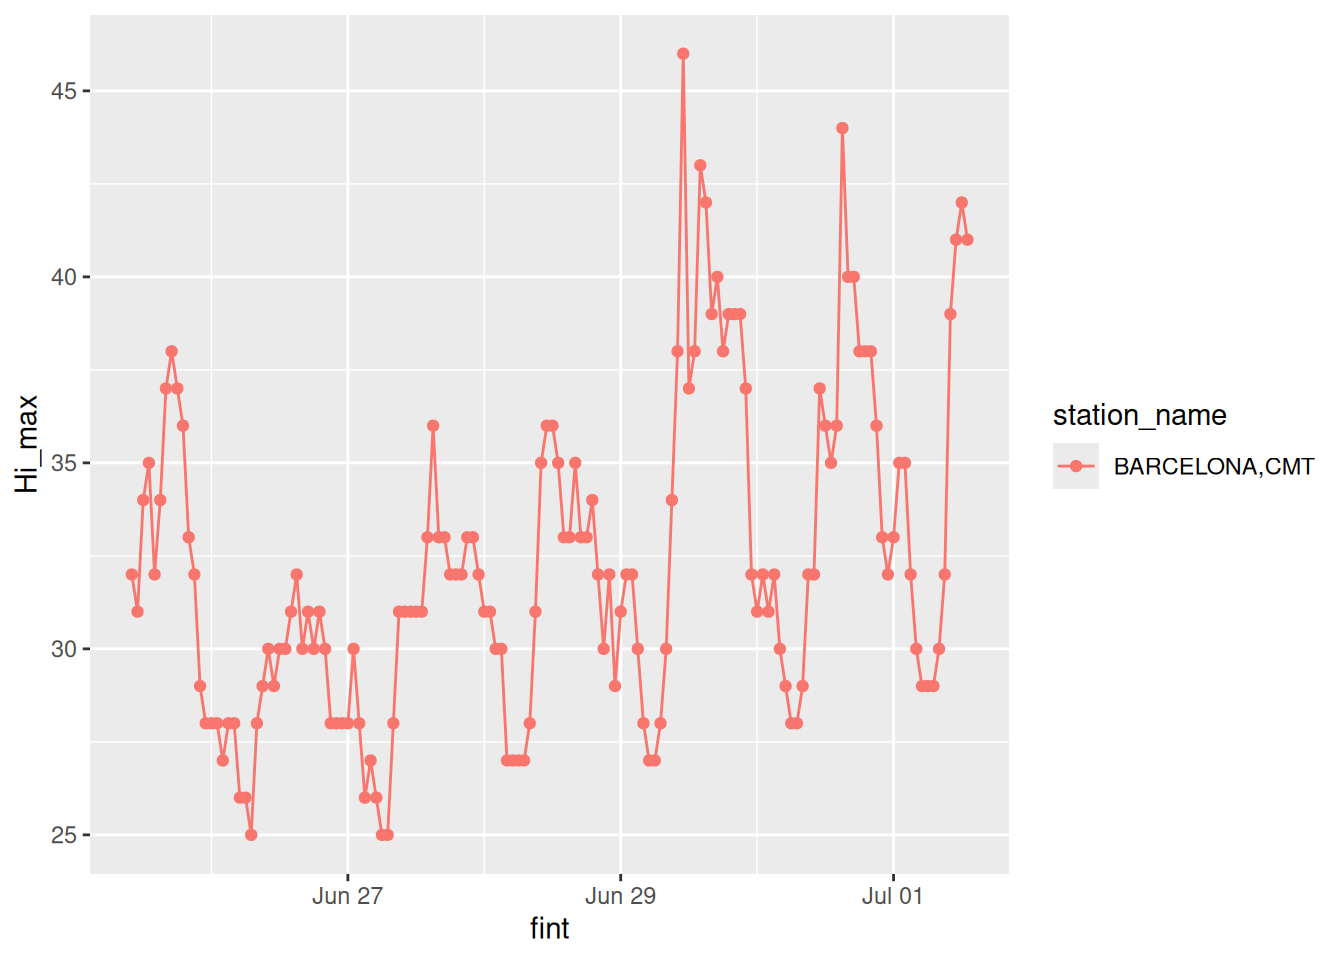 45
40
35
30
25
Hi_max
Jun 27
Jun 29
Jul 01
fint
station_name
BARCELONA,CMT